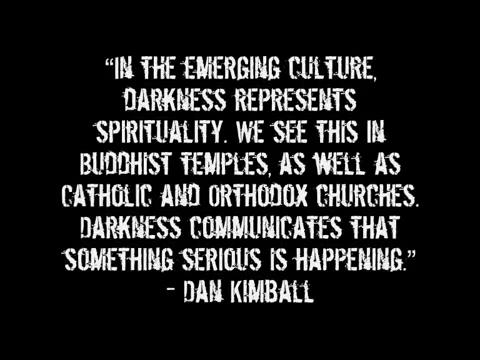 “IN THE EMERGING CULTURE,
DARKNESS REPRESENTS
SPIRITUALITY. WE SEE THIS IN
BUDDHIST TEMPLES, AS WELL AS
CATHOLIC AND ORTHODOX CHURCHES.
DARKNESS COMMUNICATES THAT
SOMETHING SERIOUS IS HAPPENING.”
- DAN KIMBALL